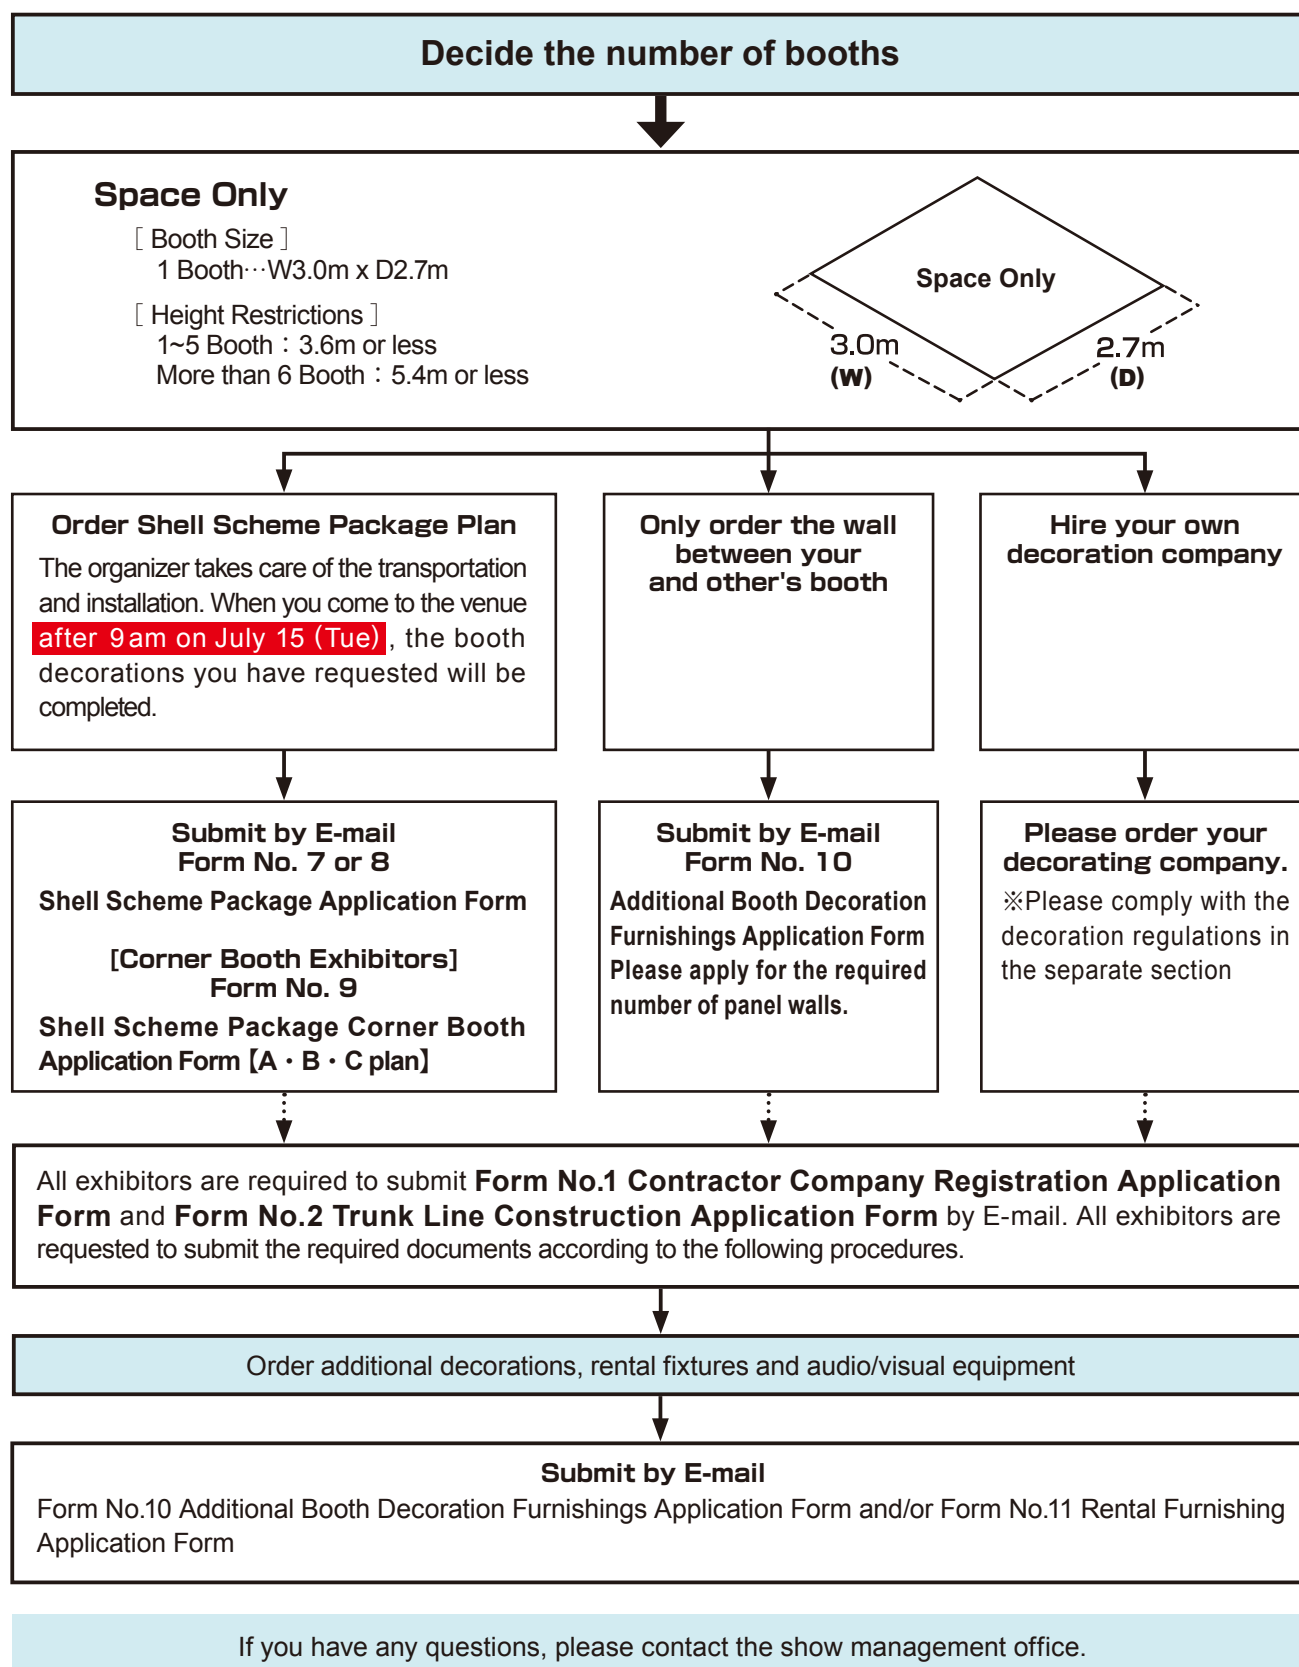 Decide the number of booths
Space Only
［ Booth Size ］
1 Booth…W3.0m x D2.7m
［ Height Restrictions ］
1~5 Booth：3.6m or less
More than 6 Booth：5.4m or less
Space Only
3.0m
(W)
2.7m
(D)
Order Shell Scheme Package Plan
The organizer takes care of the transportation
and installation. When you come to the venue
after 9am on July 15 (Tue), the booth
decorations you have requested will be
completed.
Only order the wall
between your
and other's booth
Hire your own
decoration company
Submit by E-mail
Form No. 7 or 8
Shell Scheme Package Application Form
[Corner Booth Exhibitors]
Form No. 9
Shell Scheme Package Corner Booth
Application Form【A・B・C plan】
Submit by E-mail
Form No. 10
Additional Booth Decoration
Furnishings Application Form
Please apply for the required
number of panel walls.
Please order your
decorating company.
※Please comply with the
decoration regulations in
the separate section
All exhibitors are required to submit Form No.1 Contractor Company Registration Application
Form and Form No.2 Trunk Line Construction Application Form by E-mail. All exhibitors are
requested to submit the required documents according to the following procedures.
Order additional decorations, rental fixtures and audio/visual equipment
Submit by E-mail
Form No.10 Additional Booth Decoration Furnishings Application Form and/or Form No.11 Rental Furnishing
Application Form
If you have any questions, please contact the show management office.